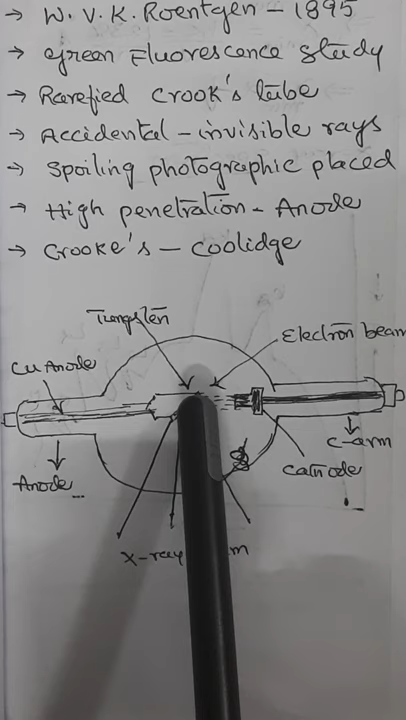 → W. V. K. Roentgen – 1895
→ Green Fluorescence study
→ Rarefied Crook's tube
→ Accidental – invisible rays
→ Spoiling photographic placed
→ High penetration – Anode
→ Crooke's – Coolidge
Tungsten
Electron beam
Cu Anode
C-arm
Cathode
Anode
X-ray